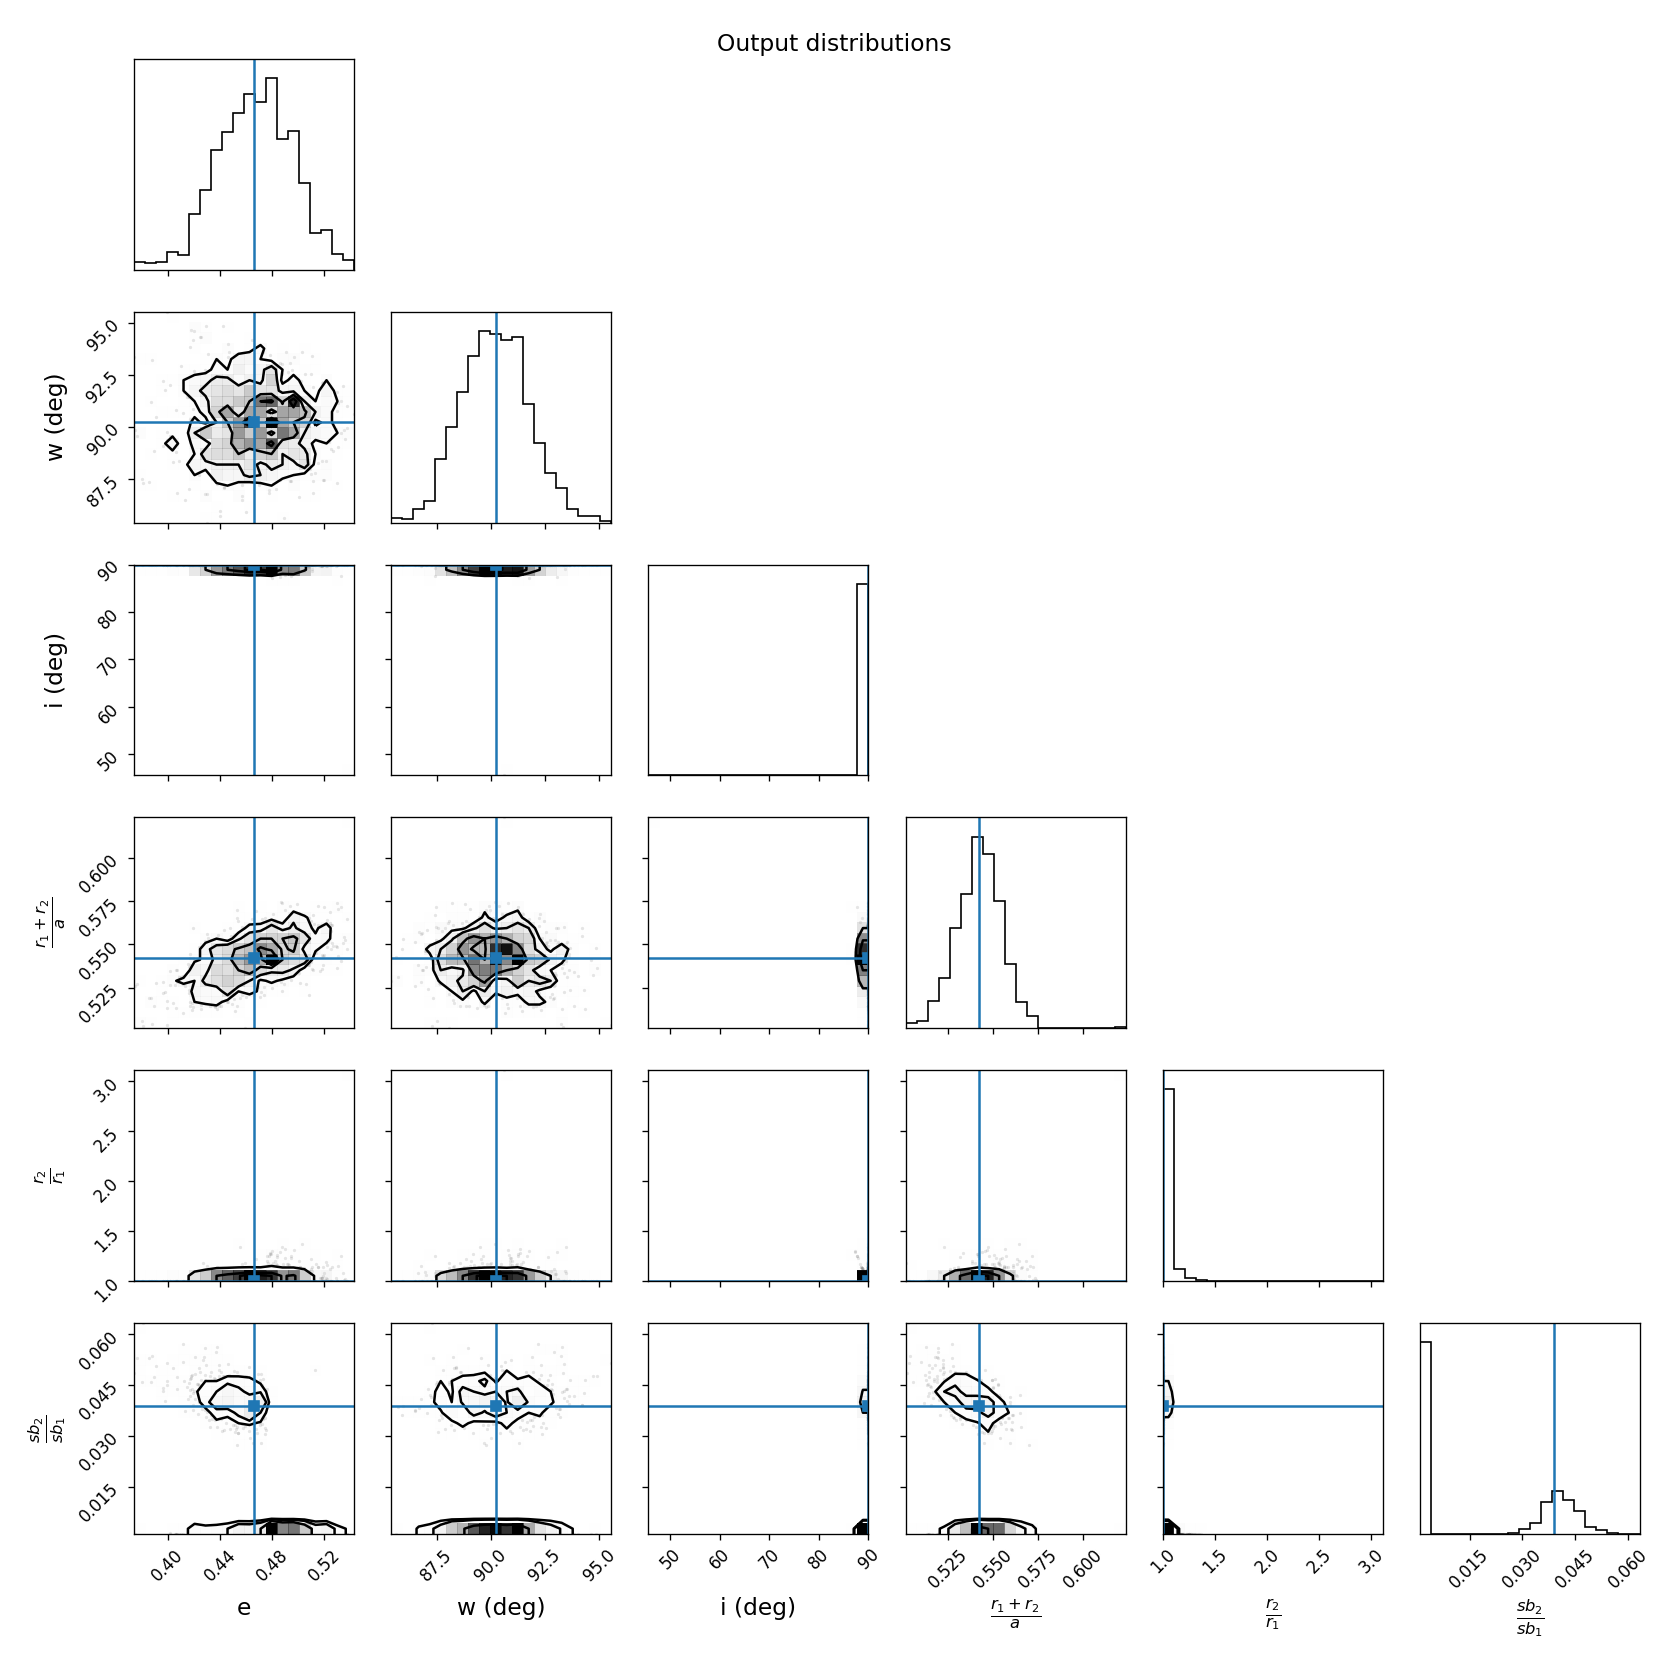 Output distributions
w (deg)
95.0
92.5
90.0
87.5
i (deg)
90
80
70
60
50
r₁ + r₂
a
0.600
0.575
0.550
0.525
r₂
r₁
3.0
2.5
2.0
1.5
1.0
sb₂
sb₁
0.060
0.045
0.030
0.015
0.40 0.44 0.48 0.52 87.5 90.0 92.5 95.0 50 60 70 80 90 0.525 0.550 0.575 0.600 1.0 1.5 2.0 2.5 3.0 0.015 0.030 0.045 0.060
e w (deg) i (deg) r₁ + r₂ r₂ sb₂
a r₁ sb₁